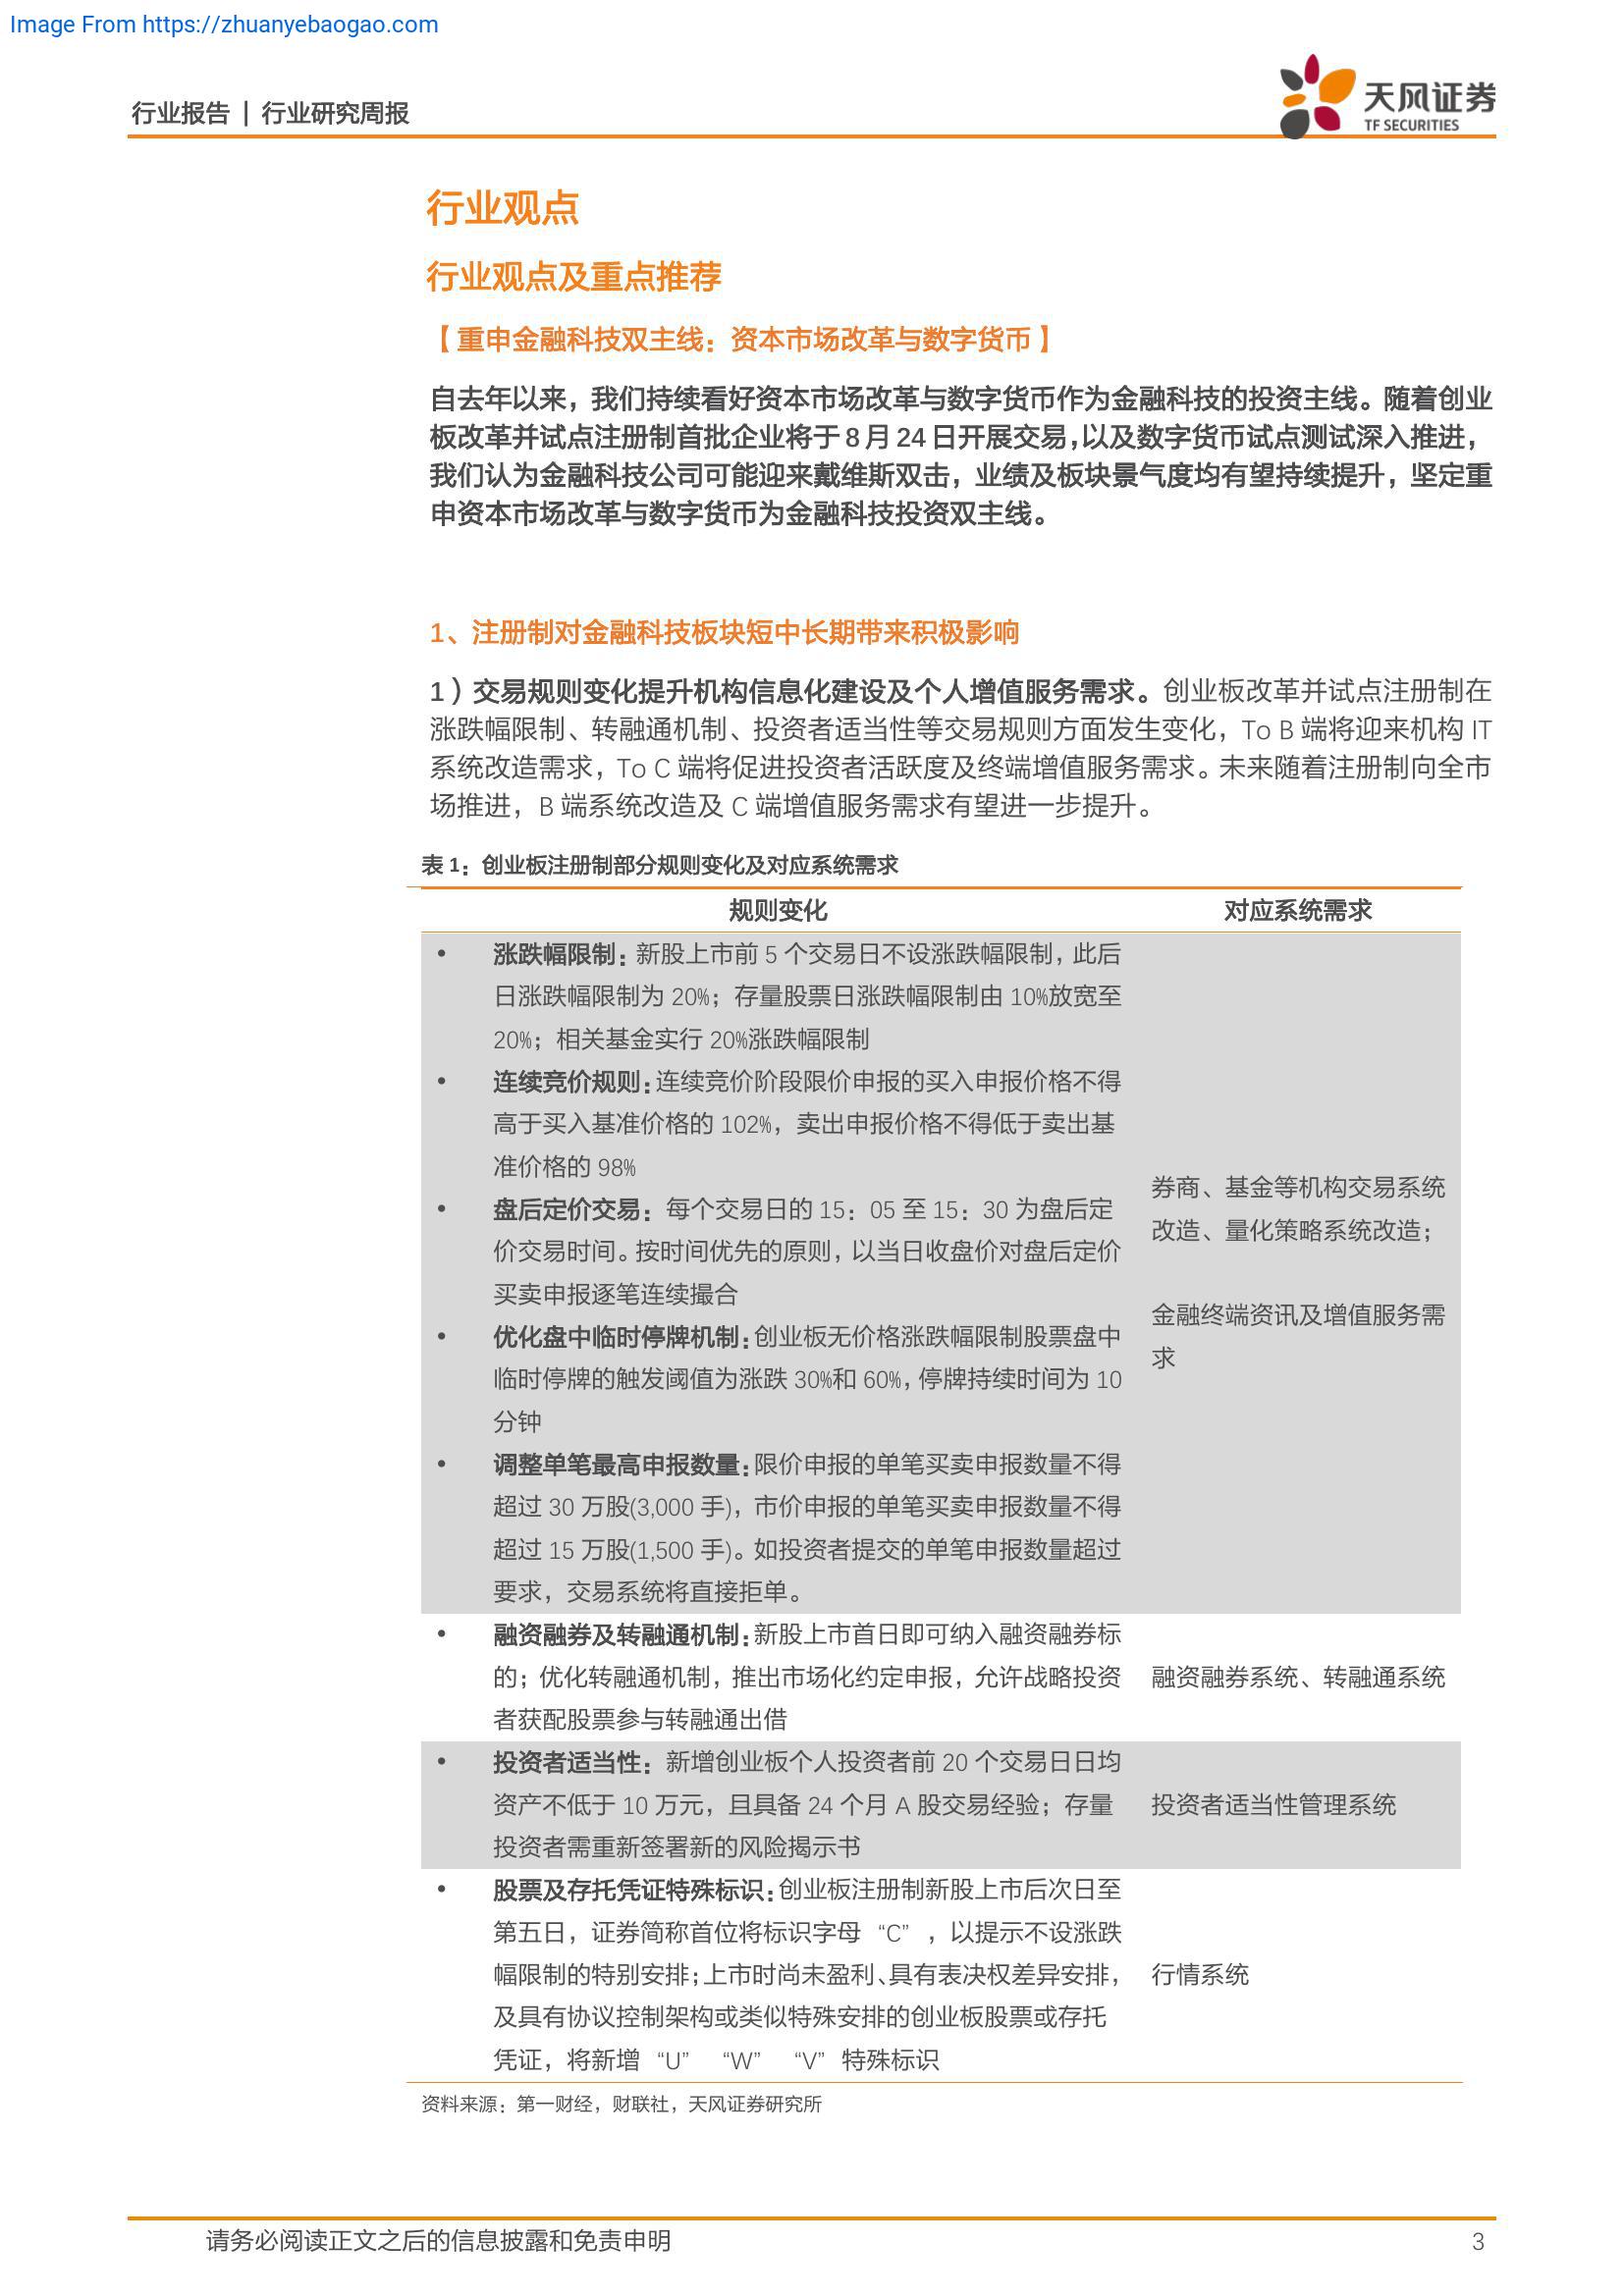 Image From https://zhuanyebaogao.com
行业报告 | 行业研究周报
天风证券
TF SECURITIES
行业观点
行业观点及重点推荐
【重申金融科技双主线：资本市场改革与数字货币】
自去年以来，我们持续看好资本市场改革与数字货币作为金融科技的投资主线。随着创业
板改革并试点注册制首批企业将于 8 月 24 日开展交易，以及数字货币试点测试深入推进，
我们认为金融科技公司可能迎来戴维斯双击，业绩及板块景气度均有望持续提升，坚定重
申资本市场改革与数字货币为金融科技投资双主线。
1、注册制对金融科技板块短中长期带来积极影响
1）交易规则变化提升机构信息化建设及个人增值服务需求。创业板改革并试点注册制在
涨跌幅限制、转融通机制、投资者适当性等交易规则方面发生变化，To B 端将迎来机构 IT
系统改造需求，To C 端将促进投资者活跃度及终端增值服务需求。未来随着注册制向全市
场推进，B 端系统改造及 C 端增值服务需求有望进一步提升。
表 1：创业板注册制部分规则变化及对应系统需求
规则变化 对应系统需求
• 涨跌幅限制：新股上市前 5 个交易日不设涨跌幅限制，此后
日涨跌幅限制为 20%；存量股票日涨跌幅限制由 10%放宽至
20%；相关基金实行 20%涨跌幅限制
• 连续竞价规则：连续竞价阶段限价申报的买入申报价格不得
高于买入基准价格的 102%，卖出申报价格不得低于卖出基
准价格的 98%
• 盘后定价交易：每个交易日的 15：05 至 15：30 为盘后定
价交易时间。按时间优先的原则，以当日收盘价对盘后定价
买卖申报逐笔连续撮合
• 优化盘中临时停牌机制：创业板无价格涨跌幅限制股票盘中
临时停牌的触发阈值为涨跌 30%和 60%，停牌持续时间为 10
分钟
• 调整单笔最高申报数量：限价申报的单笔买卖申报数量不得
超过 30 万股(3,000 手)，市价申报的单笔买卖申报数量不得
超过 15 万股(1,500 手)。如投资者提交的单笔申报数量超过
要求，交易系统将直接拒单。
券商、基金等机构交易系统
改造、量化策略系统改造；
金融终端资讯及增值服务需
求
• 融资融券及转融通机制：新股上市首日即可纳入融资融券标
的；优化转融通机制，推出市场化约定申报，允许战略投资
者获配股票参与转融通出借
融资融券系统、转融通系统
• 投资者适当性：新增创业板个人投资者前 20 个交易日日均
资产不低于 10 万元，且具备 24 个月 A 股交易经验；存量
投资者需重新签署新的风险揭示书
投资者适当性管理系统
• 股票及存托凭证特殊标识：创业板注册制新股上市后次日至
第五日，证券简称首位将标识字母 “C” ，以提示不设涨跌
幅限制的特别安排；上市时尚未盈利、具有表决权差异安排，
及具有协议控制架构或类似特殊安排的创业板股票或存托
凭证，将新增 “U” “W” “V” 特殊标识
行情系统
资料来源：第一财经，财联社，天风证券研究所
请务必阅读正文之后的信息披露和免责申明 3